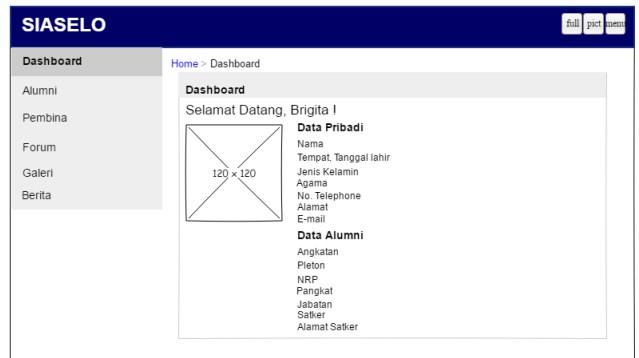 SIASELO
full pict menu
Dashboard
Alumni
Pembina
Forum
Galeri
Berita
Home > Dashboard
Dashboard
Selamat Datang, Brigita !
120 × 120
Data Pribadi
Nama
Tempat, Tanggal lahir
Jenis Kelamin
Agama
No. Telephone
Alamat
E-mail
Data Alumni
Angkatan
Pleton
NRP
Pangkat
Jabatan
Satker
Alamat Satker